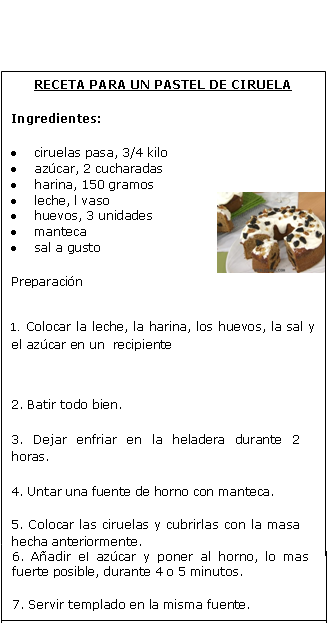 RECETA PARA UN PASTEL DE CIRUELA
Ingredientes:
• ciruelas pasa, 3/4 kilo
• azúcar, 2 cucharadas
• harina, 150 gramos
• leche, l vaso
• huevos, 3 unidades
• manteca
• sal a gusto
Preparación
1. Colocar la leche, la harina, los huevos, la sal y
el azúcar en un recipiente
2. Batir todo bien.
3. Dejar enfriar en la heladera durante 2
horas.
4. Untar una fuente de horno con manteca.
5. Colocar las ciruelas y cubrirlas con la masa
hecha anteriormente.
6. Añadir el azúcar y poner al horno, lo mas
fuerte posible, durante 4 o 5 minutos.
7. Servir templado en la misma fuente.